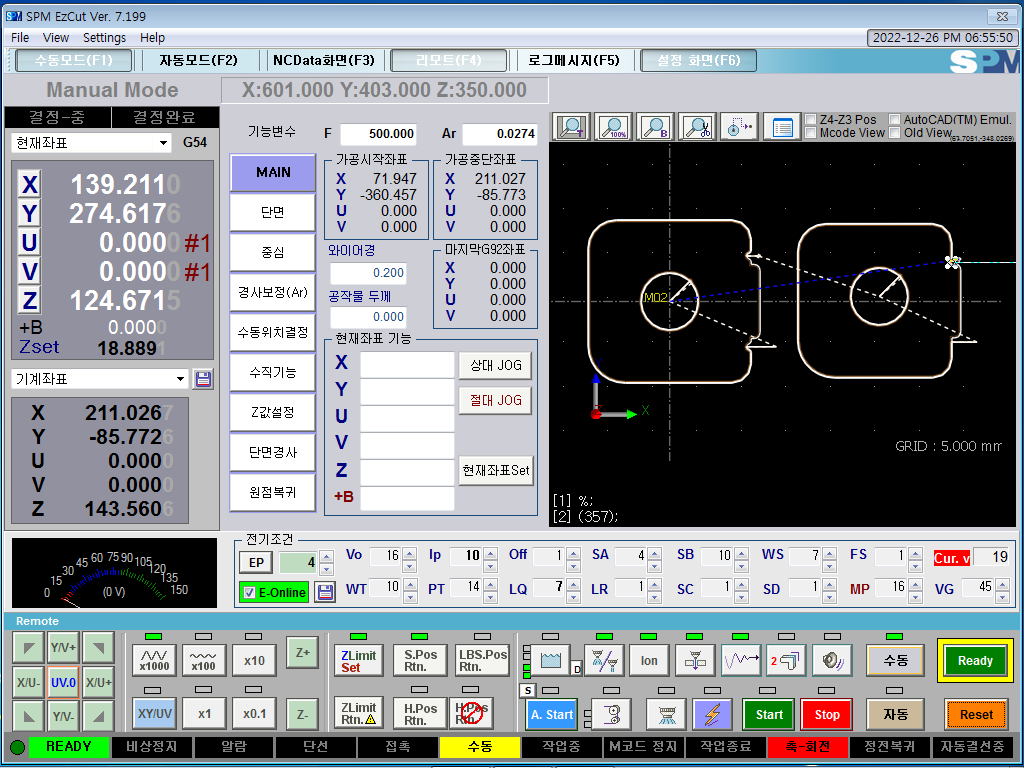 SPM EzCut Ver. 7.199
File View Settings Help
2022-12-26 PM 06:55:50
수동모드(F1) 자동모드(F2) NCData화면(F3) 리모트(F4) 로그메시지(F5) 설정 화면(F6) SPM
Manual Mode X:601.000 Y:403.000 Z:350.000
결정-중 결정완료
현재좌표 G54
X 139.2110
Y 274.6176
U 0.0000 #1
V 0.0000 #1
Z 124.6715
+B 0.0000
Zset 18.8891
기계좌표
X 211.0267
Y -85.7726
U 0.0000
V 0.0000
Z 143.5606
기능변수 F 500.000 Ar 0.0274
MAIN
단면
중심
경사보정(Ar)
수동위치결정
수직기능
Z값설정
단면경사
원점복귀
가공시작좌표
X 71.947
Y -360.457
U 0.000
V 0.000
가공중단좌표
X 211.027
Y -85.773
U 0.000
V 0.000
와이어경
0.200
공작물 두께
0.000
마지막G92좌표
X 0.000
Y 0.000
U 0.000
V 0.000
현재좌표 기능
X
Y
U
V
Z
+B
상대 JOG
절대 JOG
현재좌표Set
T 100% B
Z4-Z3 Pos AutoCAD(TM) Emul.
Mcode View Old View
(63.7051,-348.0269)
M02
X
GRID : 5.000 mm
[1] %;
[2] (357);
0 15 30 45 60 75 90 105 120 135 150
(0 V)
전기조건
EP 4 Vo 16 Ip 10 Off 1 SA 4 SB 10 WS 7 FS 1 Cur. v 19
E-Online WT 10 PT 14 LQ 7 LR 1 SC 1 SD 1 MP 16 VG 45
Remote
Y/V+
X/U- UV.0 X/U+
Y/V-
x1000 x100 x10 Z+
XY/UV x1 x0.1 Z-
ZLimit Set S.Pos Rtn. LBS.Pos Rtn.
ZLimit Rtn. H.Pos Rtn. H.Pos Rtn.
D Ion 2 수동 Ready
S A. Start Start Stop 자동 Reset
READY 비상정지 알람 단선 접촉 수동 작업중 M코드 정지 작업종료 축-회전 정전복귀 자동결선중